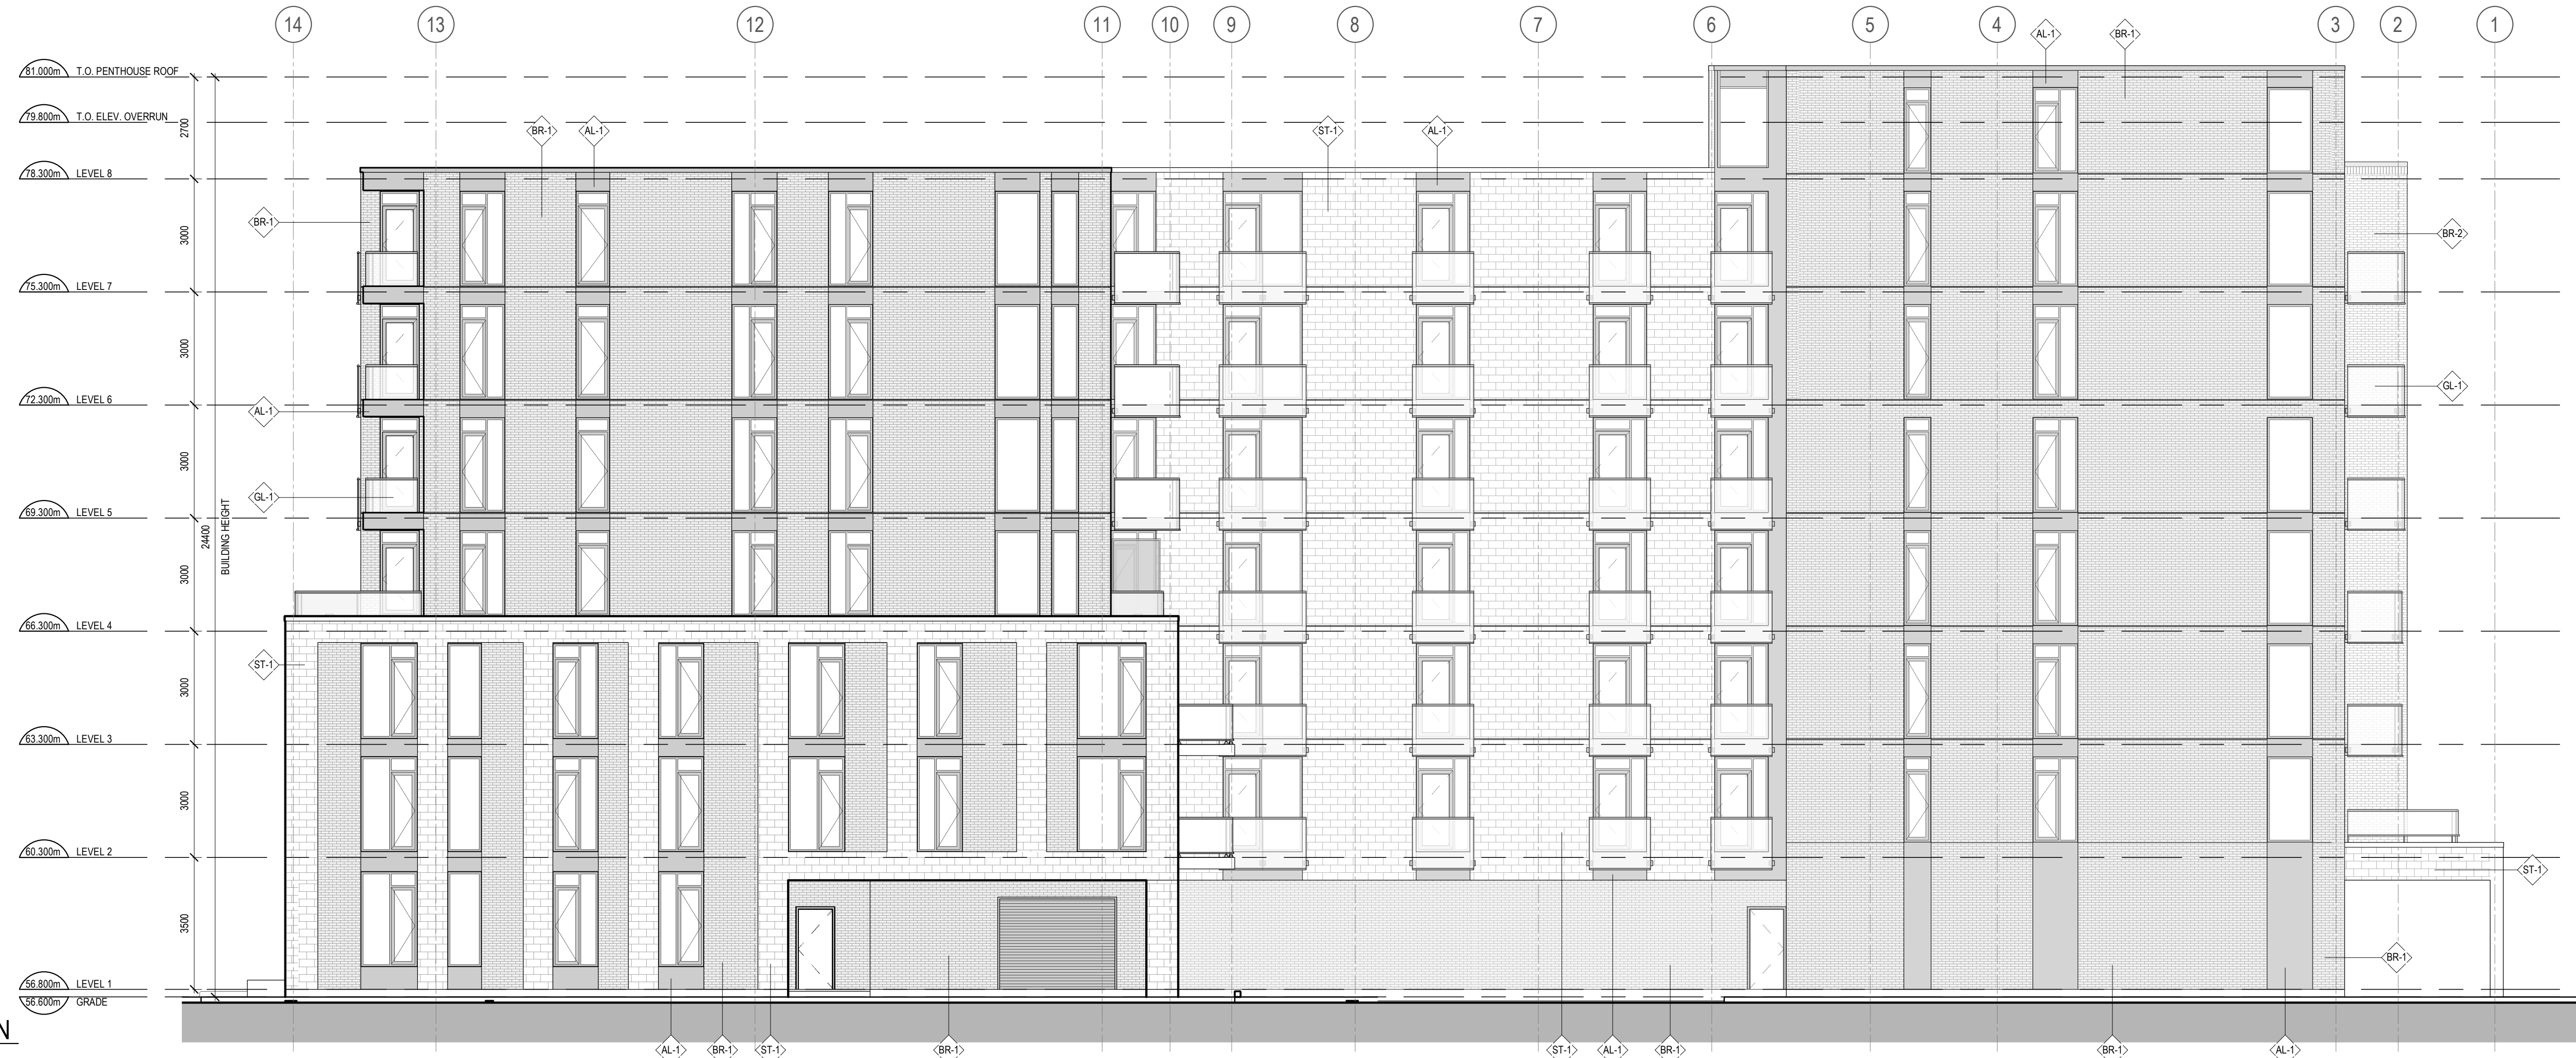 14 13 12 11 10 9 8 7 6 5 4 3 2 1
AL-1 BR-1
81.000m T.O. PENTHOUSE ROOF
79.800m T.O. ELEV. OVERRUN
2700
BR-1 AL-1 ST-1 AL-1
78.300m LEVEL 8
BR-1
3000
BR-2
75.300m LEVEL 7
3000
GL-1
72.300m LEVEL 6
AL-1
3000
GL-1
69.300m LEVEL 5
24400
BUILDING HEIGHT
3000
66.300m LEVEL 4
ST-1
3000
63.300m LEVEL 3
3000
60.300m LEVEL 2
ST-1
3500
BR-1
56.800m LEVEL 1
56.600m GRADE
N
AL-1 BR-1 ST-1 BR-1 ST-1 AL-1 BR-1 BR-1 AL-1